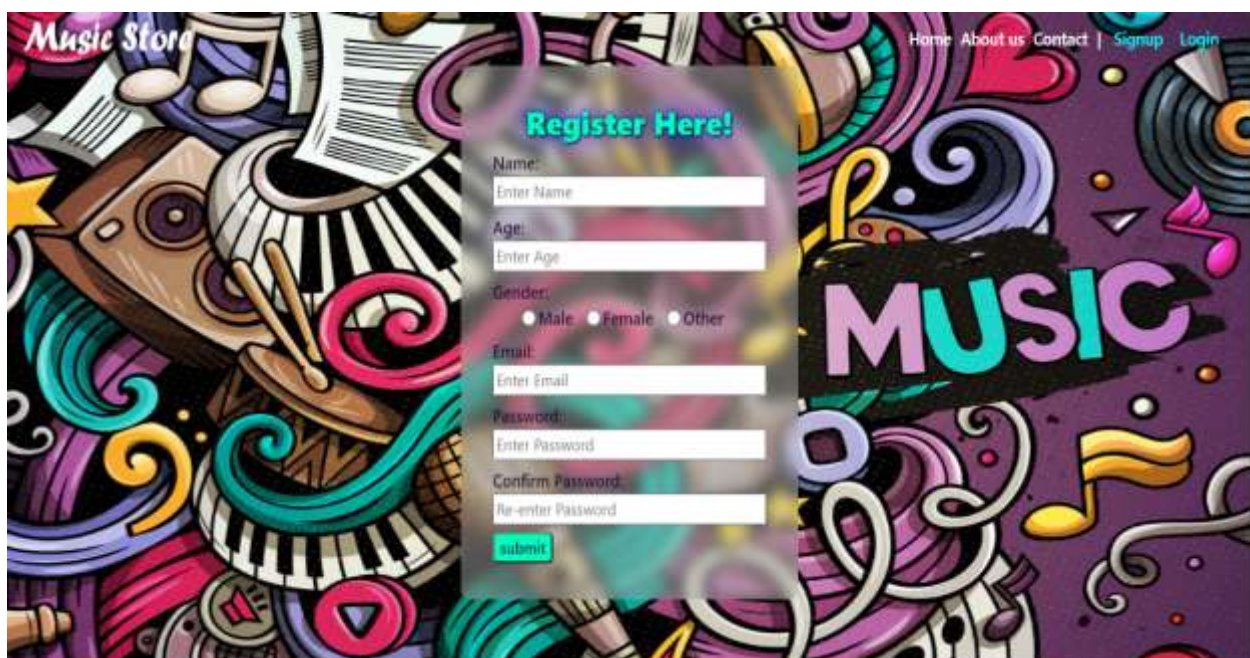 Music Store
Home About us Contact | Signup Login
Register Here!
Name:
Enter Name
Age:
Enter Age
Gender:
Male Female Other
Email:
Enter Email
Password:
Enter Password
Confirm Password:
Re-enter Password
submit
MUSIC